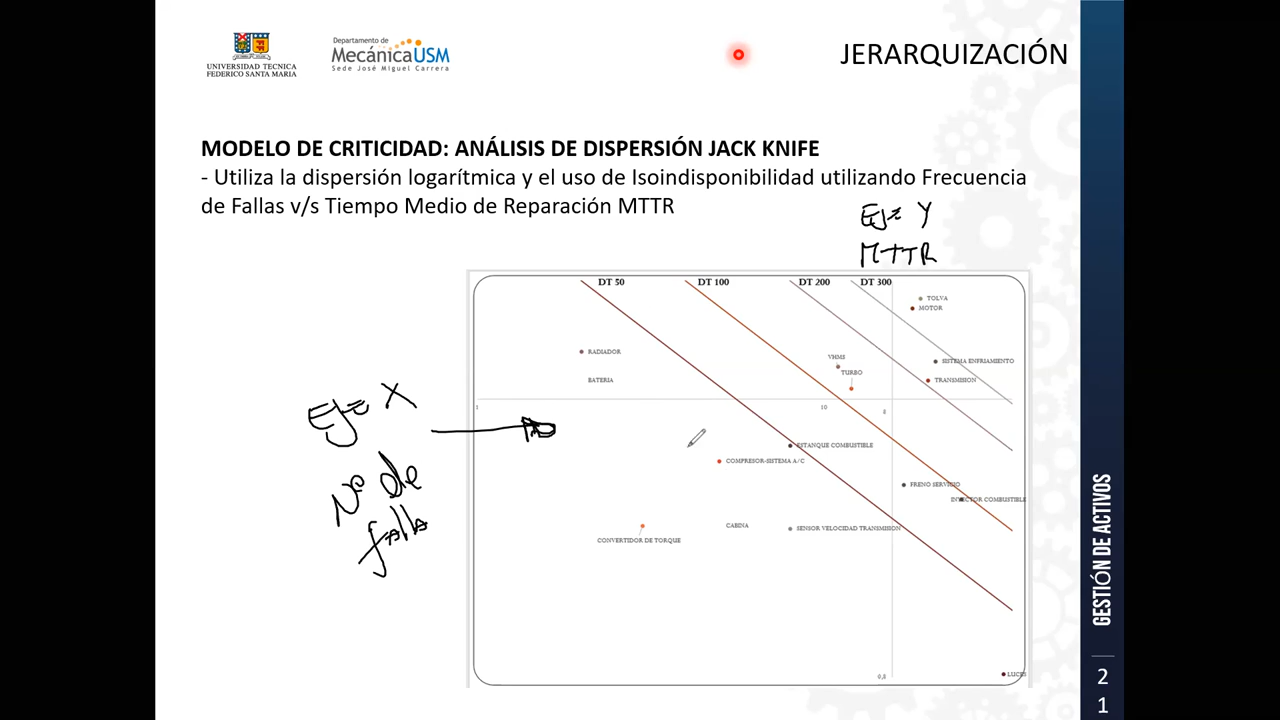 UNIVERSIDAD TECNICA
FEDERICO SANTA MARIA
Departamento de
MecánicaUSM
Sede José Miguel Carrera
JERARQUIZACIÓN
MODELO DE CRITICIDAD: ANÁLISIS DE DISPERSIÓN JACK KNIFE
- Utiliza la dispersión logarítmica y el uso de Isoindisponibilidad utilizando Frecuencia
de Fallas v/s Tiempo Medio de Reparación MTTR
Eje Y
MTTR
DT 50 DT 100 DT 200 DT 300
TOLVA
MOTOR
RADIADOR
VHMS
SISTEMA ENFRIAMIENTO
TURBO
BATERIA
TRANSMISION
1
10
8
Eje X
Nº de
falla
ESTANQUE COMBUSTIBLE
COMPRESOR-SISTEMA A/C
FRENO SERVICIO
INYECTOR COMBUSTIBLE
CABINA
SENSOR VELOCIDAD TRANSMISION
CONVERTIDOR DE TORQUE
0,8
LUCES
GESTIÓN DE ACTIVOS
2
1